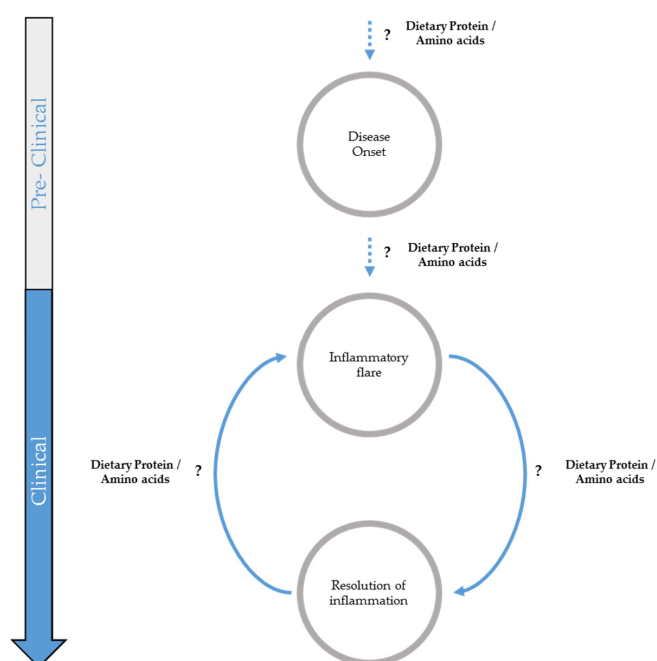 ? Dietary Protein /
Amino acids
Pre- Clinical
Disease
Onset
? Dietary Protein /
Amino acids
Inflammatory
flare
Clinical
Dietary Protein / ?
Amino acids
? Dietary Protein /
Amino acids
Resolution of
inflammation